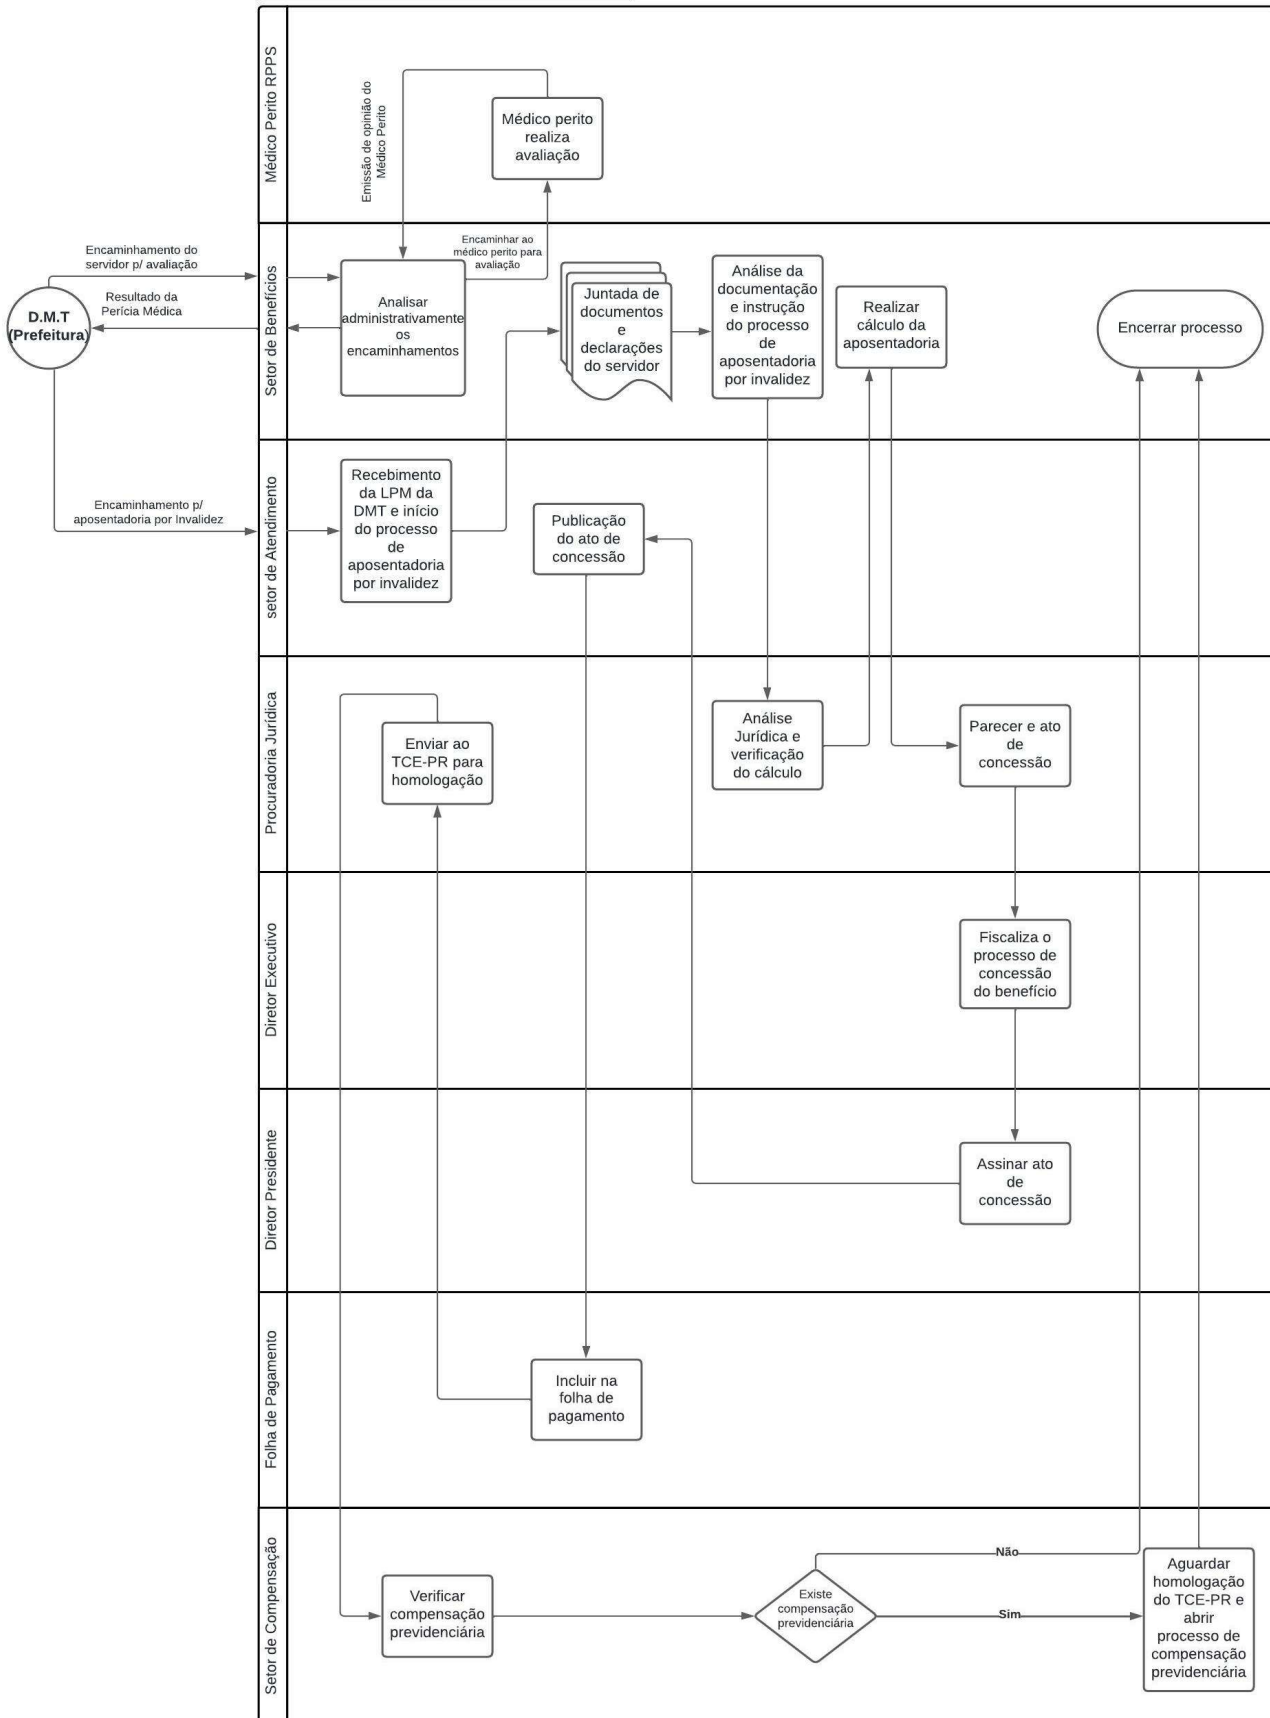 Médico Perito RPPS
Emissão de opinião do
Médico Perito
Médico perito
realiza
avaliação
Setor de Benefícios
Encaminhamento do
servidor p/ avaliação
Resultado da
Perícia Médica
D.M.T
(Prefeitura)
Encaminhar ao
médico perito para
avaliação
Analisar
administrativamente
os
encaminhamentos
Juntada de
documentos
e
declarações
do servidor
Análise da
documentação
e instrução
do processo
de
aposentadoria
por invalidez
Realizar
cálculo da
aposentadoria
Encerrar processo
setor de Atendimento
Encaminhamento p/
aposentadoria por Invalidez
Recebimento
da LPM da
DMT e início
do processo
de
aposentadoria
por invalidez
Publicação
do ato de
concessão
Procuradoria Jurídica
Enviar ao
TCE-PR para
homologação
Análise
Jurídica e
verificação
do cálculo
Parecer e ato
de
concessão
Diretor Executivo
Fiscaliza o
processo de
concessão
do benefício
Diretor Presidente
Assinar ato
de
concessão
Folha de Pagamento
Incluir na
folha de
pagamento
Setor de Compensação
Verificar
compensação
previdenciária
Existe
compensação
previdenciária
Não
Sim
Aguardar
homologação
do TCE-PR e
abrir
processo de
compensação
previdenciária